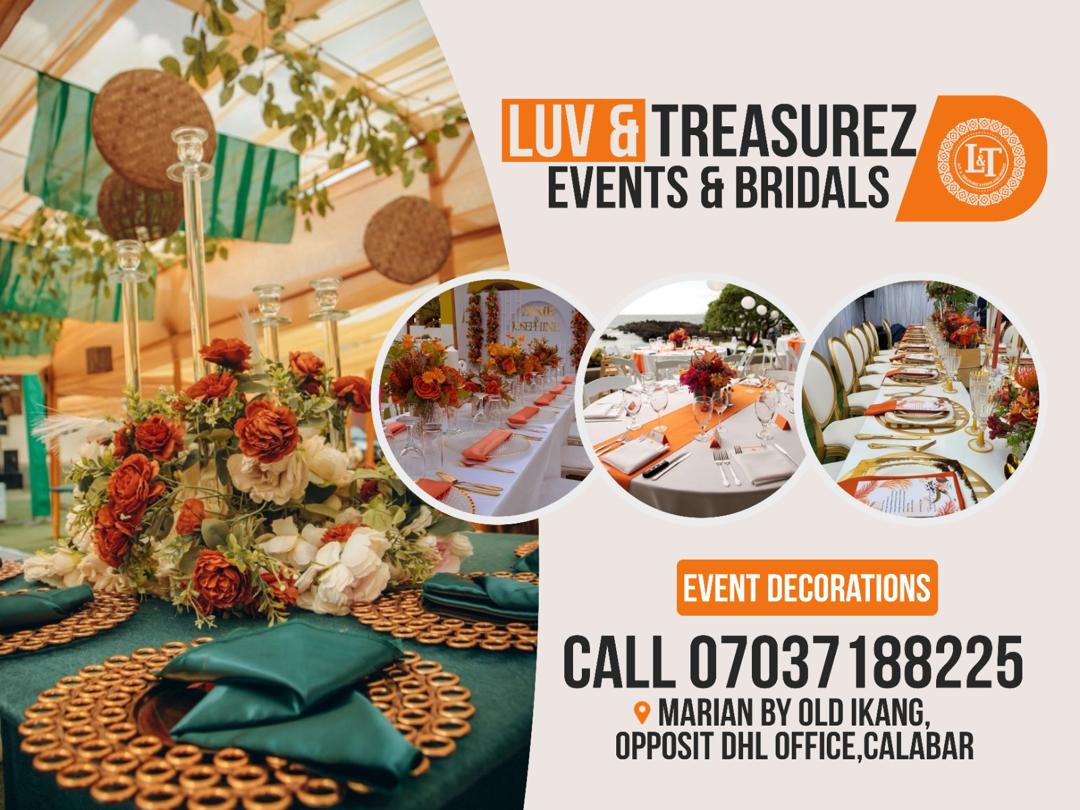 LUV & TREASUREZ
EVENTS & BRIDALS
L&T
EVENT DECORATIONS
CALL 07037188225
MARIAN BY OLD IKANG,
OPPOSIT DHL OFFICE,CALABAR